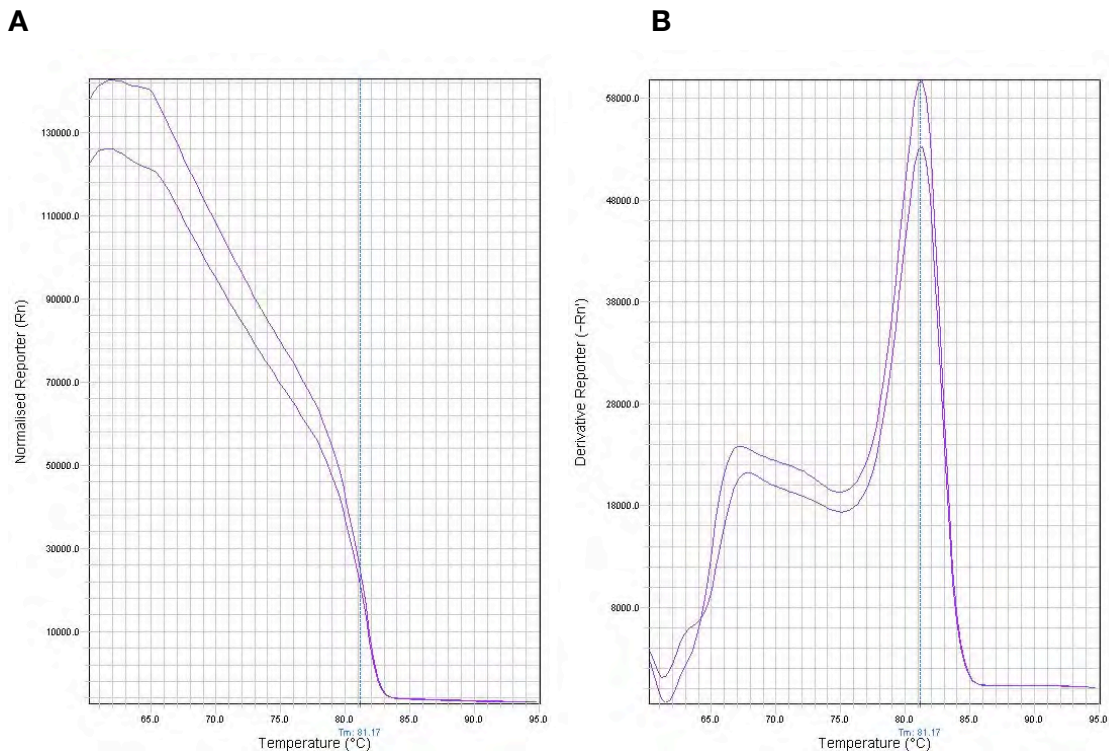 A
B
Normalised Reporter (Rn)
130000.0
110000.0
90000.0
70000.0
50000.0
30000.0
10000.0
65.0 70.0 75.0 80.0 85.0 90.0 95.0
Tm: 81.17
Temperature (°C)
Derivative Reporter (−Rn')
58000.0
48000.0
38000.0
28000.0
18000.0
8000.0
65.0 70.0 75.0 80.0 85.0 90.0 95.0
Tm: 81.17
Temperature (°C)